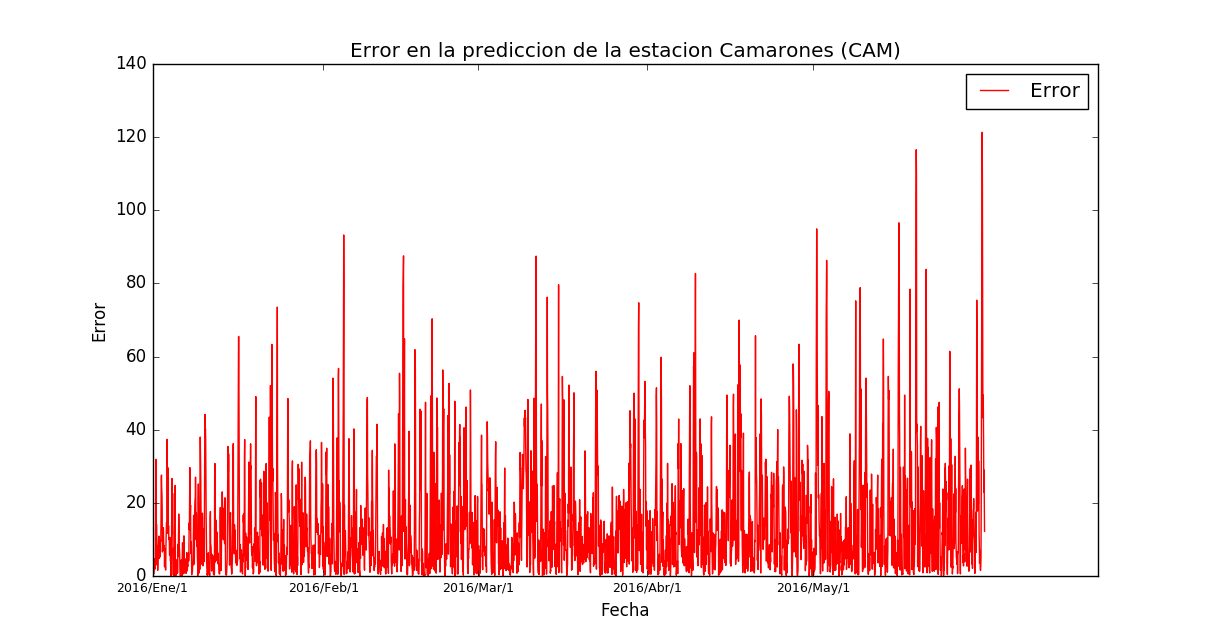 Error en la prediccion de la estacion Camarones (CAM)
Error
140
120
100
80
60
40
20
0
Error
2016/Ene/1 2016/Feb/1 2016/Mar/1 2016/Abr/1 2016/May/1
Fecha